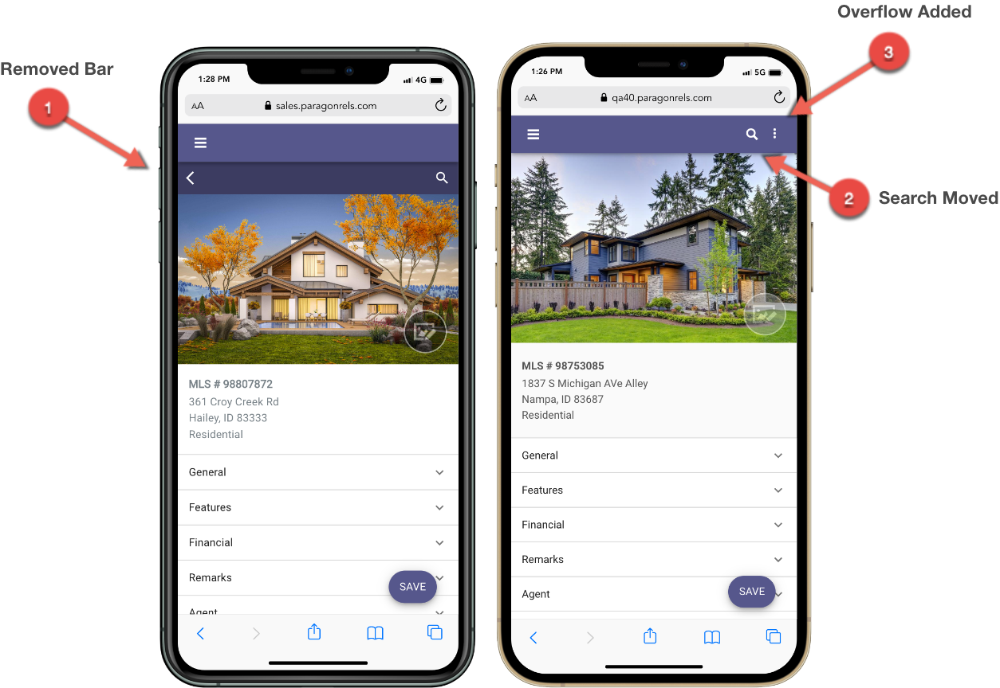 Overflow Added
3
Removed Bar
1
1:28 PM
4G
AA
sales.paragonrels.com
MLS # 98807872
361 Croy Creek Rd
Hailey, ID 83333
Residential
General
Features
Financial
Remarks
SAVE
Agent
1:26 PM
5G
AA
qa40.paragonrels.com
2
Search Moved
MLS # 98753085
1837 S Michigan AVe Alley
Nampa, ID 83687
Residential
General
Features
Financial
Remarks
Agent
SAVE